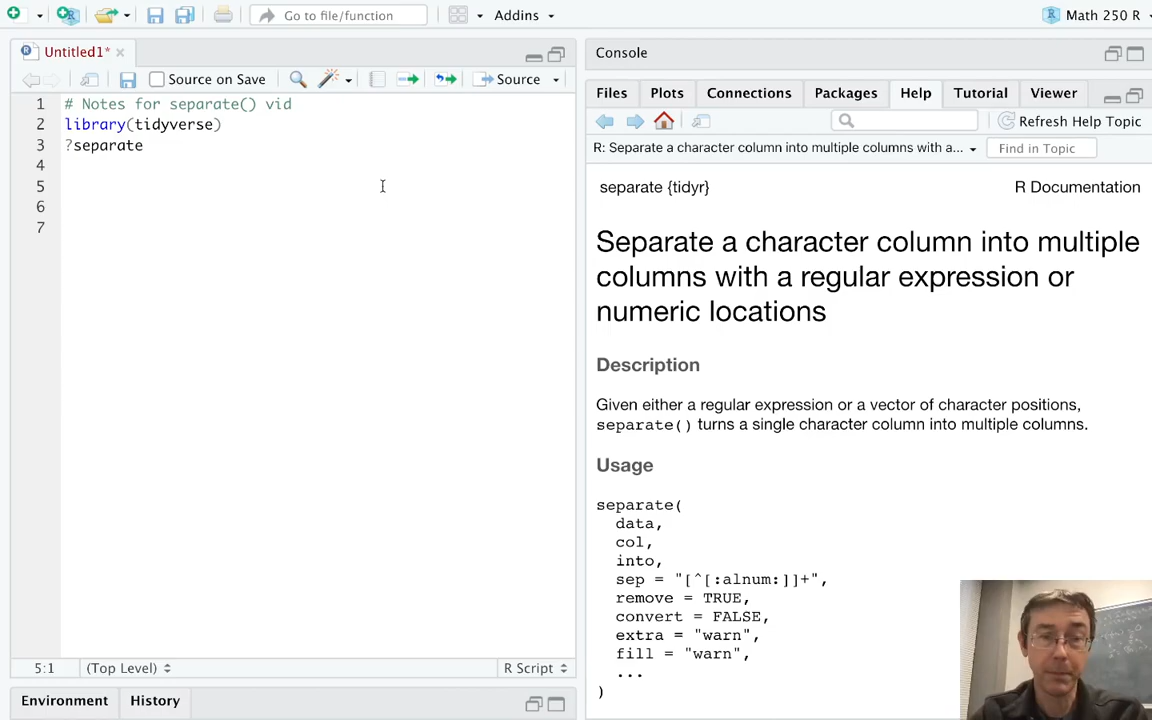 Go to file/function
Addins
Math 250 R
Untitled1*
Source on Save
Source
1 # Notes for separate() vid
2 library(tidyverse)
3 ?separate
4
5
6
7
5:1
(Top Level)
R Script
Environment
History
Console
Files
Plots
Connections
Packages
Help
Tutorial
Viewer
Refresh Help Topic
R: Separate a character column into multiple columns with a...
Find in Topic
separate {tidyr}
R Documentation
Separate a character column into multiple
columns with a regular expression or
numeric locations
Description
Given either a regular expression or a vector of character positions,
separate() turns a single character column into multiple columns.
Usage
separate(
data,
col,
into,
sep = "[^[:alnum:]]+",
remove = TRUE,
convert = FALSE,
extra = "warn",
fill = "warn",
...
)